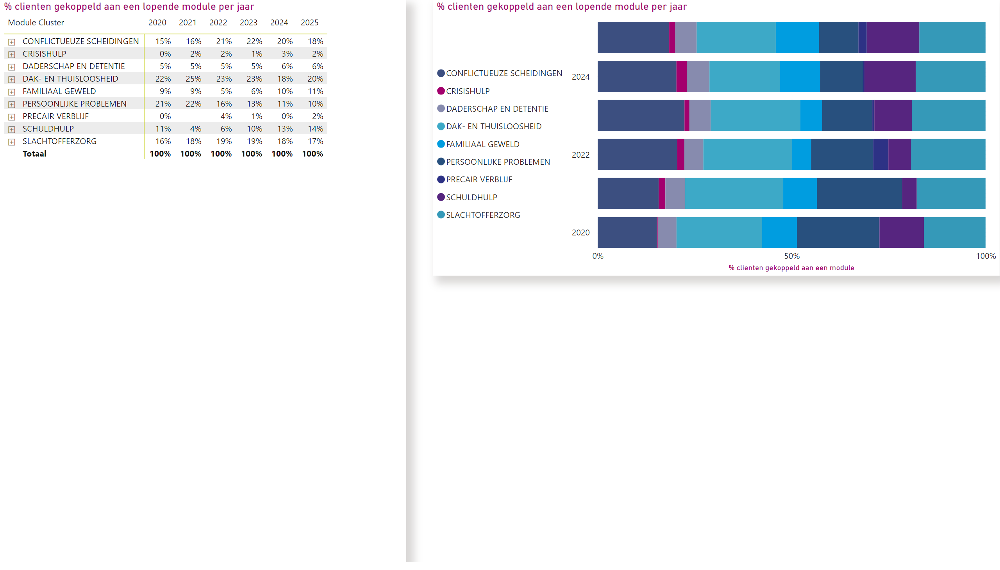 % clienten gekoppeld aan een lopende module per jaar
Module Cluster 2020 2021 2022 2023 2024 2025
CONFLICTUEUZE SCHEIDINGEN 15% 16% 21% 22% 20% 18%
CRISISHULP 0% 2% 2% 1% 3% 2%
DADERSCHAP EN DETENTIE 5% 5% 5% 5% 6% 6%
DAK- EN THUISLOOSHEID 22% 25% 23% 23% 18% 20%
FAMILIAAL GEWELD 9% 9% 5% 6% 10% 11%
PERSOONLIJKE PROBLEMEN 21% 22% 16% 13% 11% 10%
PRECAIR VERBLIJF 0% 4% 1% 0% 2%
SCHULDHULP 11% 4% 6% 10% 13% 14%
SLACHTOFFERZORG 16% 18% 19% 19% 18% 17%
Totaal 100% 100% 100% 100% 100% 100%
% clienten gekoppeld aan een lopende module per jaar
CONFLICTUEUZE SCHEIDINGEN
CRISISHULP
DADERSCHAP EN DETENTIE
DAK- EN THUISLOOSHEID
FAMILIAAL GEWELD
PERSOONLIJKE PROBLEMEN
PRECAIR VERBLIJF
SCHULDHULP
SLACHTOFFERZORG
2024
2022
2020
0% 50% 100%
% clienten gekoppeld aan een module